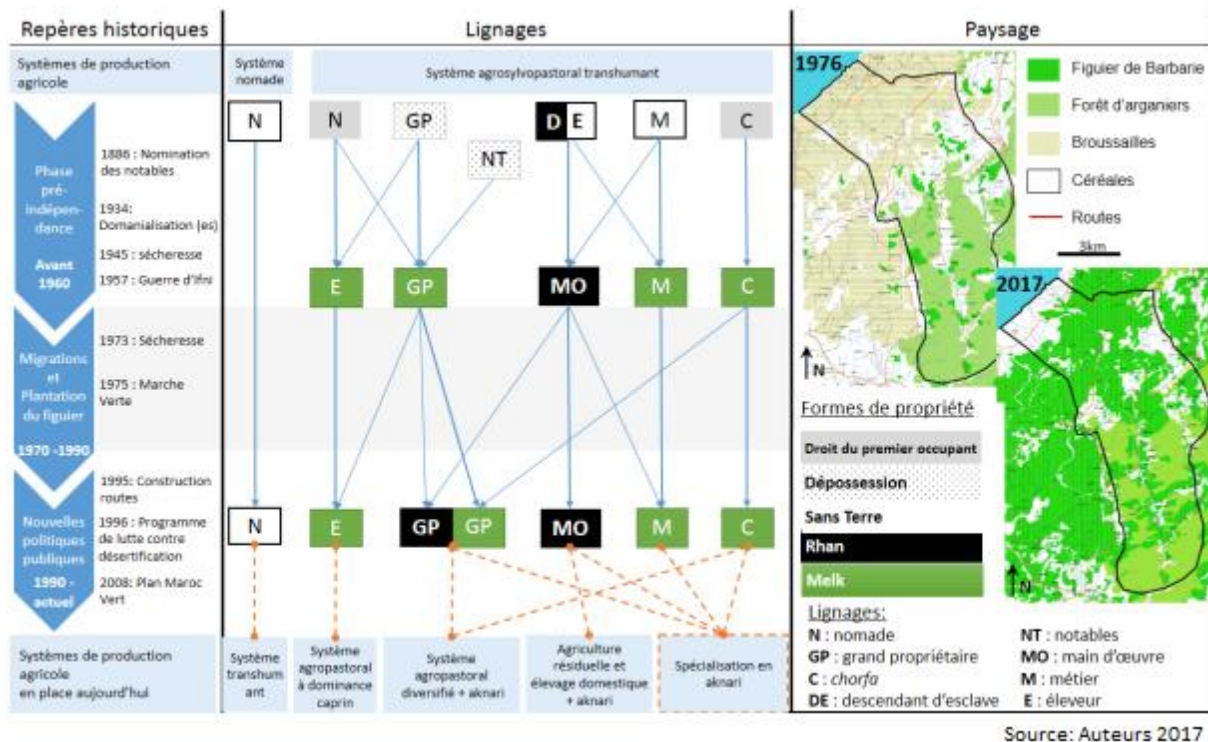 Repères historiques
Lignages
Paysage
Systèmes de production
agricole
Système
nomade
Système agrosylvopastoral transhumant
Phase
pré-
indépen-
dance
Avant
1960
1886 : Nomination
des notables
1934:
Domanialisation (es)
1945 : sécheresse
1957 : Guerre d'Ifni
N
N
GP
NT
D E
M
C
E
GP
MO
M
C
Migrations
et
Plantation
du figuier
1970 -1990
1973 : Sécheresse
1975 : Marche
Verte
Nouvelles
politiques
publiques
1990 -
actuel
1995: Construction
routes
1996 : Programme
de lutte contre
désertification
2008: Plan Maroc
Vert
N
E
GP GP
MO
M
C
Systèmes de production
agricole
en place aujourd'hui
Système
transhum
ant
Système
agropastoral
à dominance
caprin
Système
agropastoral
diversifié + aknari
Agriculture
résiduelle et
élevage domestique
+ aknari
Spécialisation en
aknari
1976
Figuier de Barbarie
Forêt d'arganiers
Broussailles
Céréales
Routes
3km
2017
N
N
Formes de propriété
Droit du premier occupant
Dépossession
Sans Terre
Rhan
Melk
Lignages:
N : nomade
NT : notables
GP : grand propriétaire
MO : main d'œuvre
C : chorfa
M : métier
DE : descendant d'esclave
E : éleveur
Source: Auteurs 2017